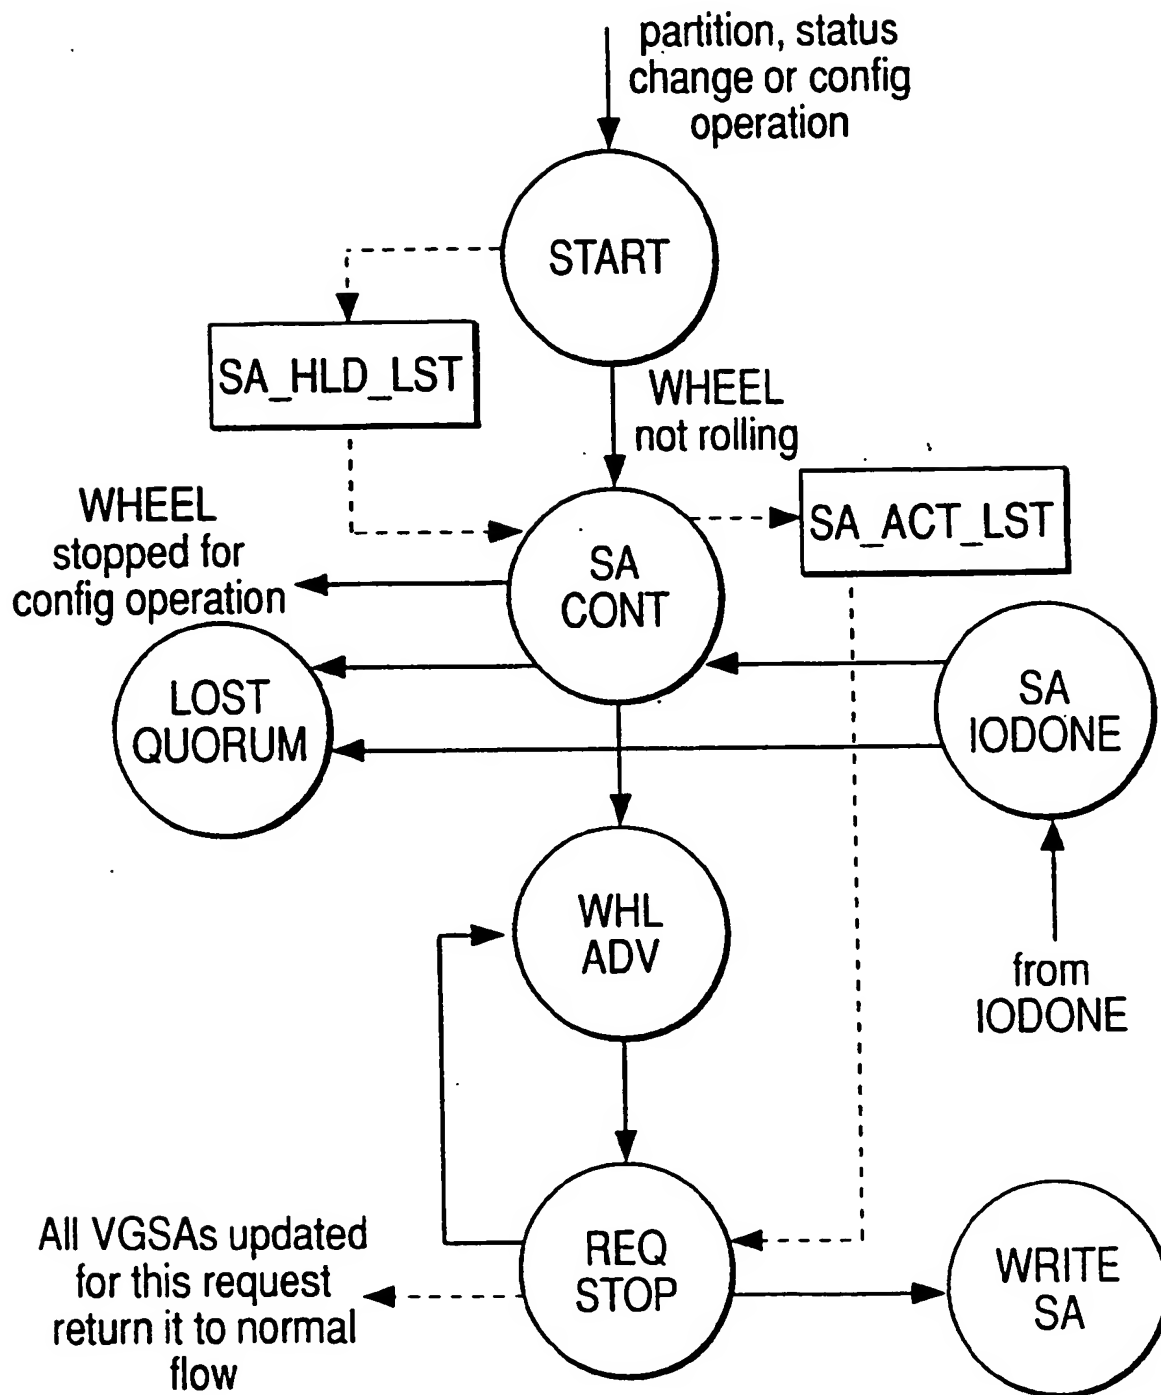 partition, status
change or config
operation
START
SA_HLD_LST
WHEEL
not rolling
WHEEL
stopped for
config operation
SA
CONT
SA_ACT_LST
LOST
QUORUM
SA
IODONE
WHL
ADV
from
IODONE
All VGSAs updated
for this request
return it to normal
flow
REQ
STOP
WRITE
SA